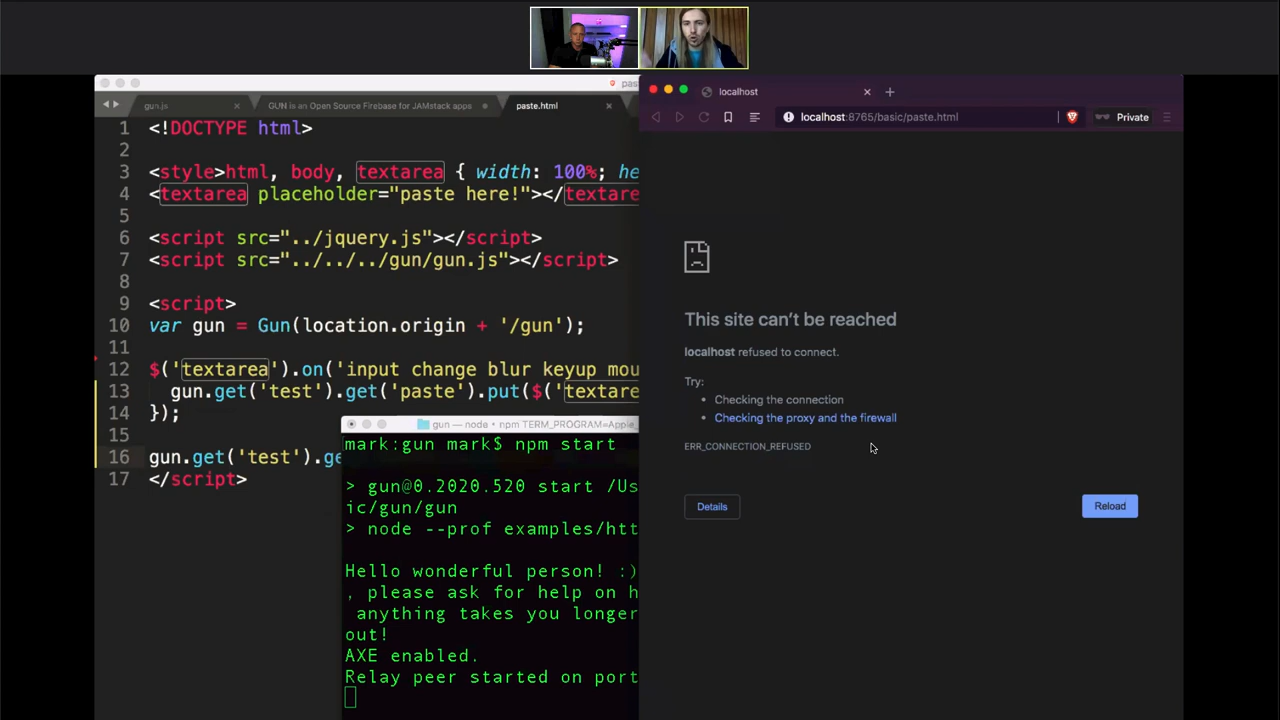 paste
gun.js
GUN is an Open Source Firebase for JAMstack apps
paste.html
1 <!DOCTYPE html>
2
3 <style>html, body, textarea { width: 100%; he
4 <textarea placeholder="paste here!"></textare
5
6 <script src="../jquery.js"></script>
7 <script src="../../../gun/gun.js"></script>
8
9 <script>
10 var gun = Gun(location.origin + '/gun');
11
12 $('textarea').on('input change blur keyup mou
13 gun.get('test').get('paste').put($('textare
14 });
15
16 gun.get('test').ge
17 </script>
gun — node ◂ npm TERM_PROGRAM=Apple_
mark:gun mark$ npm start
> gun@0.2020.520 start /Us
ic/gun/gun
> node --prof examples/htt
Hello wonderful person! :)
, please ask for help on h
anything takes you longer
out!
AXE enabled.
Relay peer started on port
localhost
localhost:8765/basic/paste.html
Private
This site can't be reached
localhost refused to connect.
Try:
• Checking the connection
• Checking the proxy and the firewall
ERR_CONNECTION_REFUSED
Details
Reload